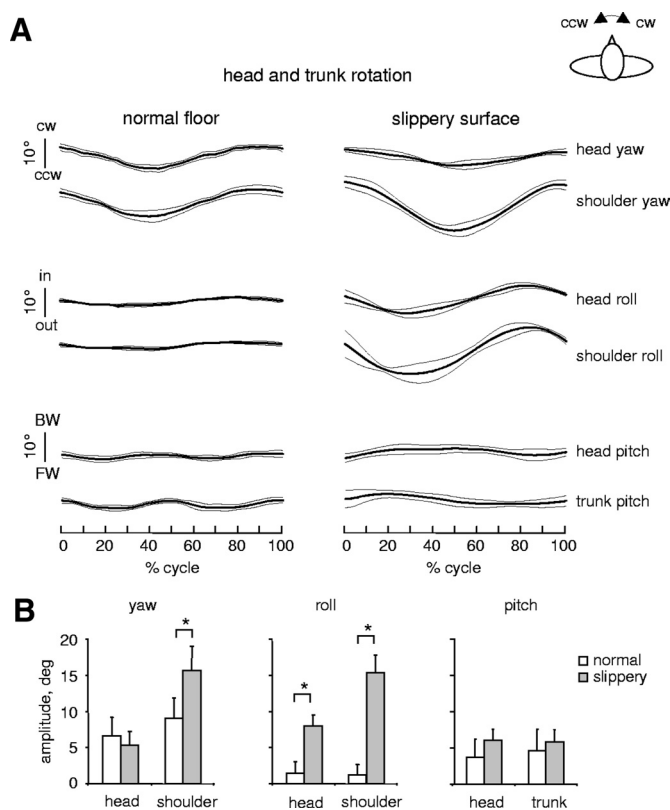 A
CCW CW
head and trunk rotation
normal floor slippery surface
CW
10°
CCW
head yaw
shoulder yaw
in
10°
out
head roll
shoulder roll
BW
10°
FW
head pitch
trunk pitch
0 20 40 60 80 100 0 20 40 60 80 100
% cycle % cycle
B
yaw roll pitch
* * *
normal
slippery
amplitude, deg
20
15
10
5
0
head shoulder head shoulder head trunk